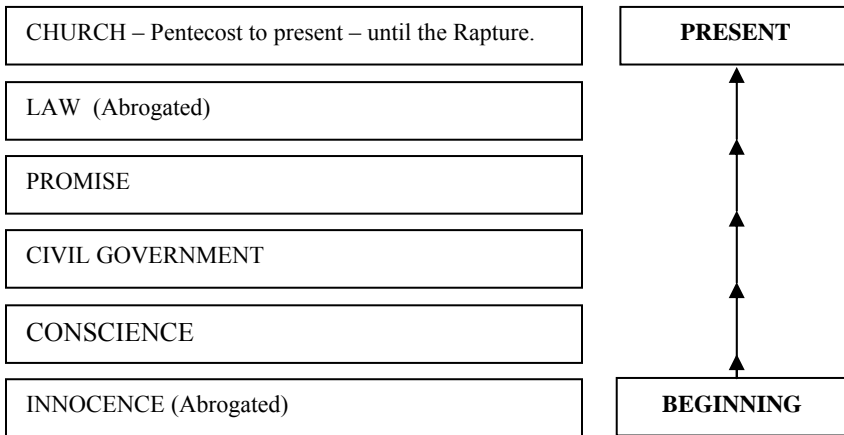 CHURCH – Pentecost to present – until the Rapture.
PRESENT
LAW  (Abrogated)
PROMISE
CIVIL GOVERNMENT
CONSCIENCE
INNOCENCE (Abrogated)
BEGINNING